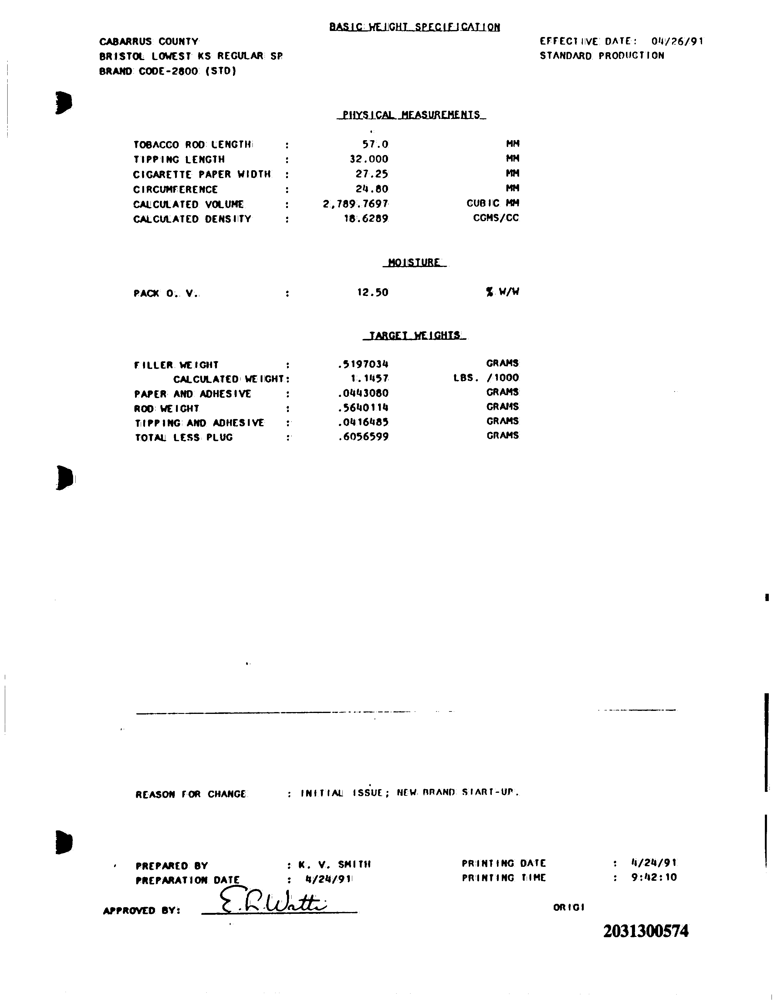 BASIC WEIGHT SPECIFICATION
CABARRUS COUNTY EFFECTIVE DATE: 04/26/91
BRISTOL LOWEST KS REGULAR SP STANDARD PRODUCTION
BRAND CODE-2800 (STD)
PHYSICAL MEASUREMENTS
TOBACCO ROD LENGTH : 57.0 MM
TIPPING LENGTH : 32.000 MM
CIGARETTE PAPER WIDTH : 27.25 MM
CIRCUMFERENCE : 24.80 MM
CALCULATED VOLUME : 2,789.7697 CUBIC MM
CALCULATED DENSITY : 18.6289 CGMS/CC
MOISTURE
PACK O. V. : 12.50 % W/W
TARGET WEIGHTS
FILLER WEIGHT : .5197034 GRAMS
CALCULATED WEIGHT: 1.1457 LBS. /1000
PAPER AND ADHESIVE : .0443080 GRAMS
ROD WEIGHT : .5640114 GRAMS
TIPPING AND ADHESIVE : .0416485 GRAMS
TOTAL LESS PLUG : .6056599 GRAMS
REASON FOR CHANGE : INITIAL ISSUE; NEW BRAND START-UP.
PREPARED BY : K. V. SMITH PRINTING DATE : 4/24/91
PREPARATION DATE : 4/24/91 PRINTING TIME : 9:42:10
APPROVED BY: E.R.Watts ORIGI
2031300574